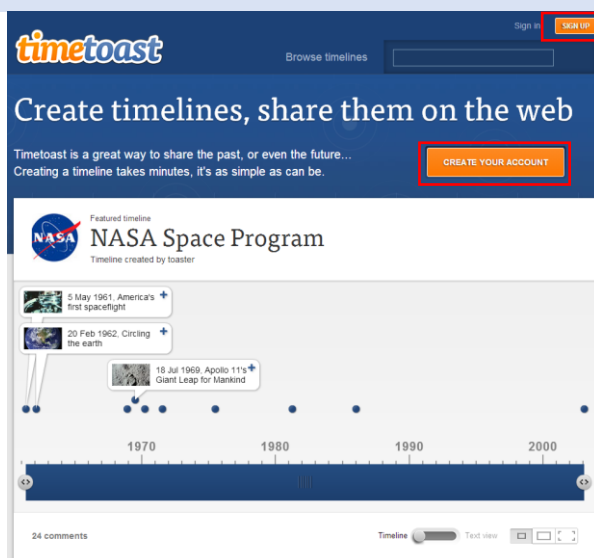 Sign in
SIGN UP
timetoast
Browse timelines
Create timelines, share them on the web
Timetoast is a great way to share the past, or even the future...
Creating a timeline takes minutes, it's as simple as can be.
CREATE YOUR ACCOUNT
NASA
Featured timeline
NASA Space Program
Timeline created by toaster
5 May 1961, America's
first spaceflight
20 Feb 1962, Circling
the earth
18 Jul 1969, Apollo 11's
Giant Leap for Mankind
1970 1980 1990 2000
24 comments
Timeline
Text view